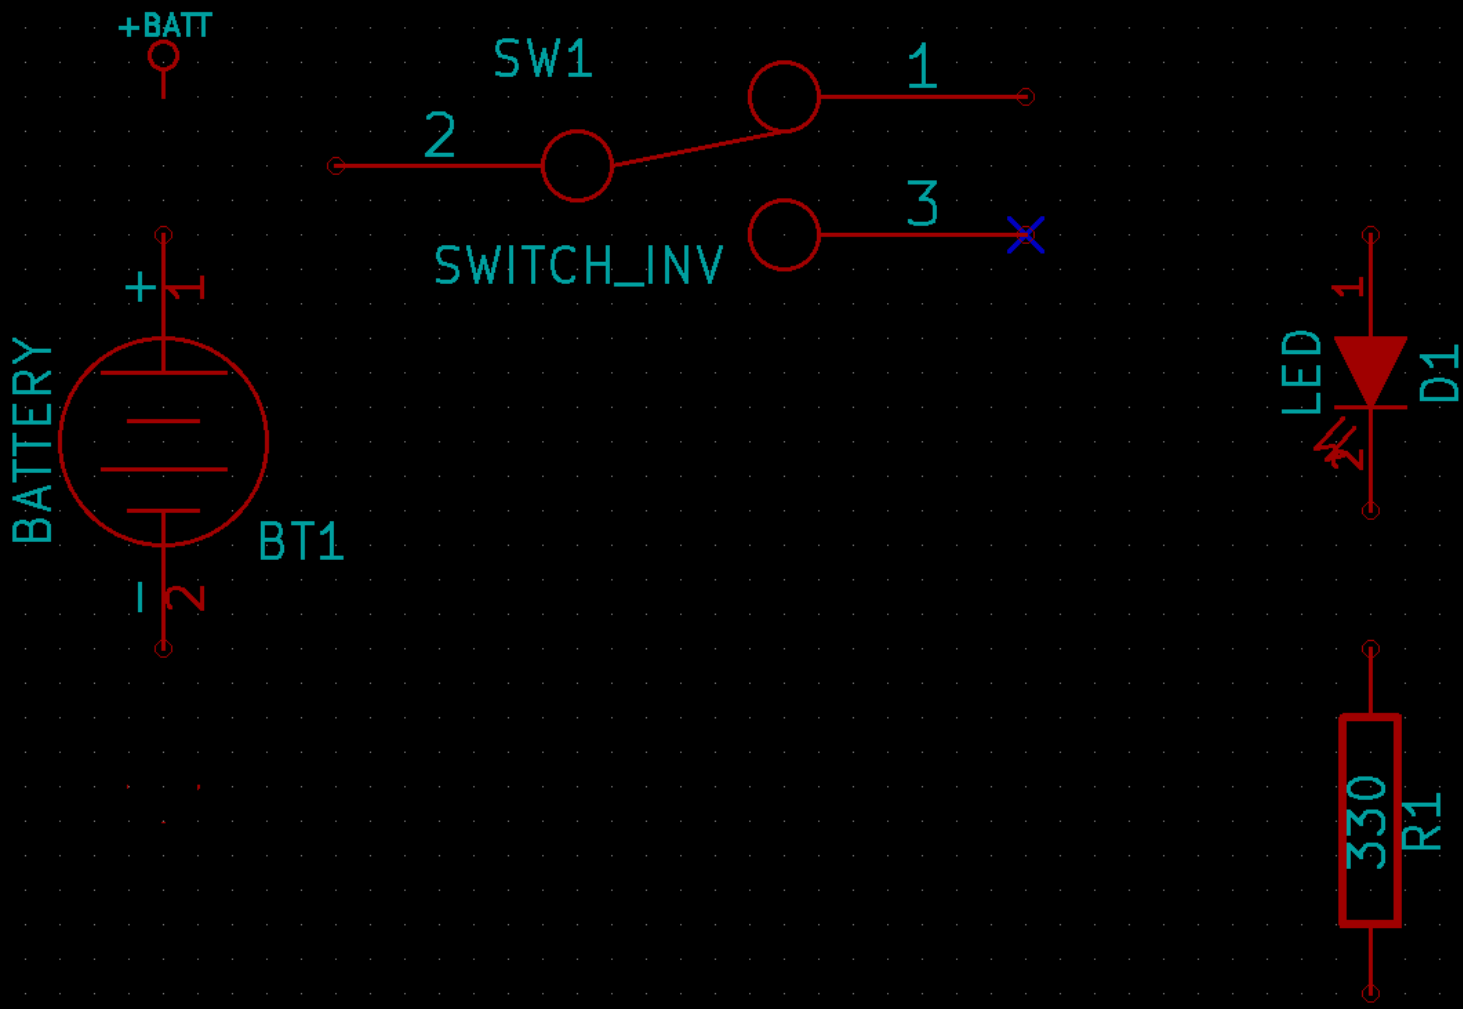 +BATT
SW1
1
2
3
SWITCH_INV
+
1
BATTERY
BT1
-
2
1
LED
D1
2
330
R1